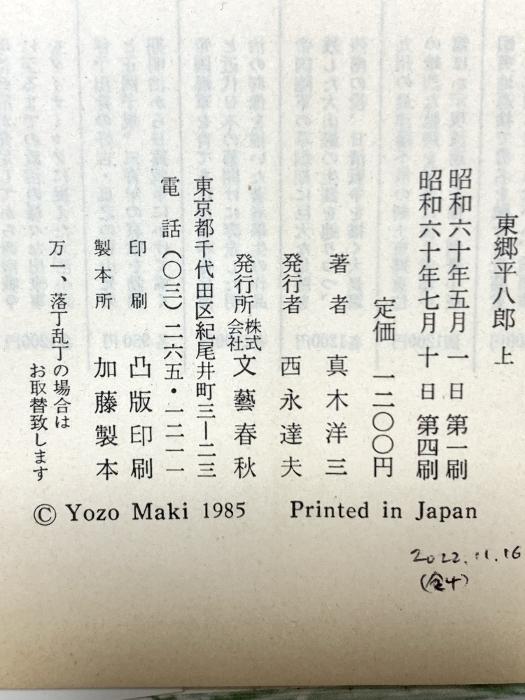 東郷平八郎 上
昭和六十年五月 一 日 第一刷
昭和六十年七月十 日 第四刷
定価 一二〇〇円
著 者 真木洋三
発行者 西永達夫
発行所 株式会社 文藝春秋
東京都千代田区紀尾井町三―二三
電 話(〇三)二六五・一二一一
印 刷 凸版印刷
製本所 加藤製本
万一、落丁乱丁の場合は
お取替致します
© Yozo Maki 1985 Printed in Japan
2022.11.16